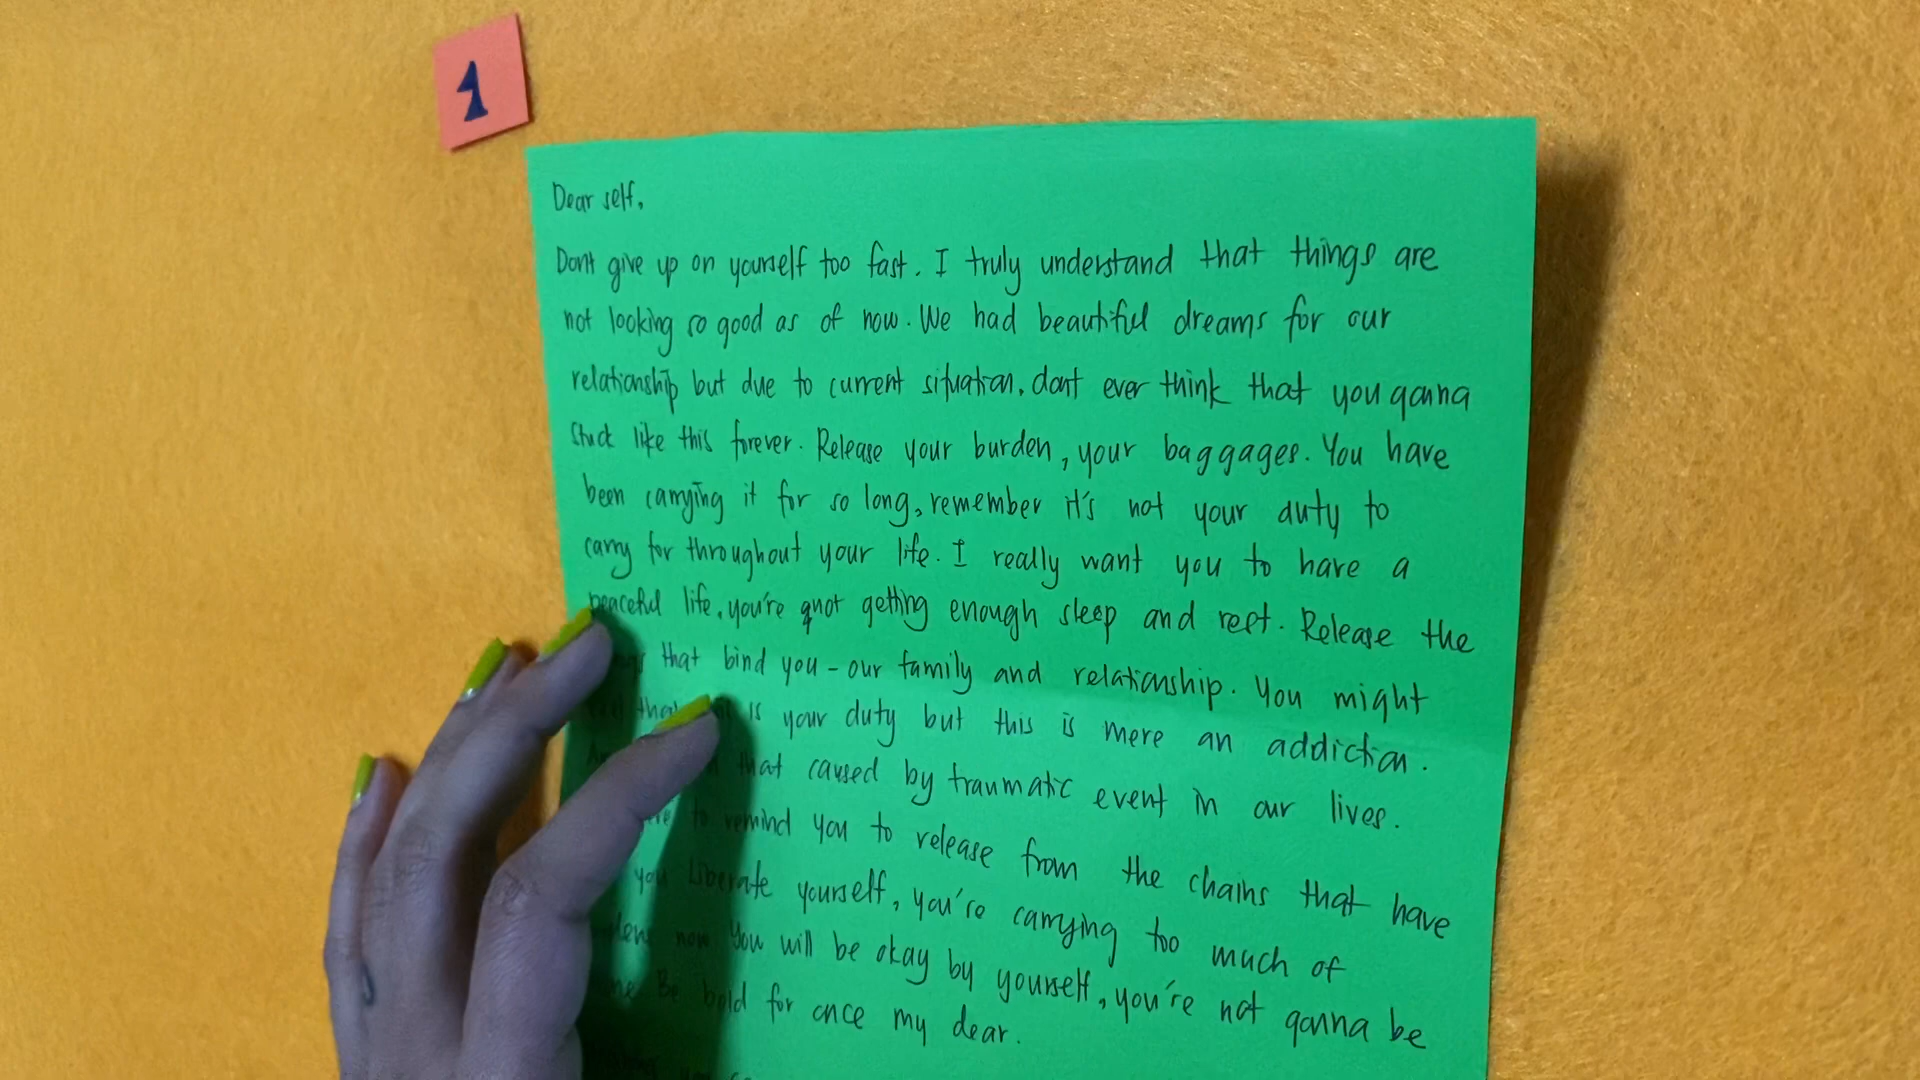 1
Dear self,
Dont give up on yourself too fast. I truly understand that things are
not looking so good as of now. We had beautiful dreams for our
relationship but due to current situation, dont ever think that you gonna
stuck like this forever. Release your burden, your baggages. You have
been carrying it for so long, remember it's not your duty to
carry for throughout your life. I really want you to have a
peaceful life, you're qnot getting enough sleep and rest. Release the
that bind you - our family and relationship. You might
that is your duty but this is mere an addiction.
that caused by traumatic event in our lives.
to remind you to release from the chains that have
you Liberate yourself, you're carrying too much of
now. You will be okay by yourself, you're not gonna be
Be bold for once my dear.